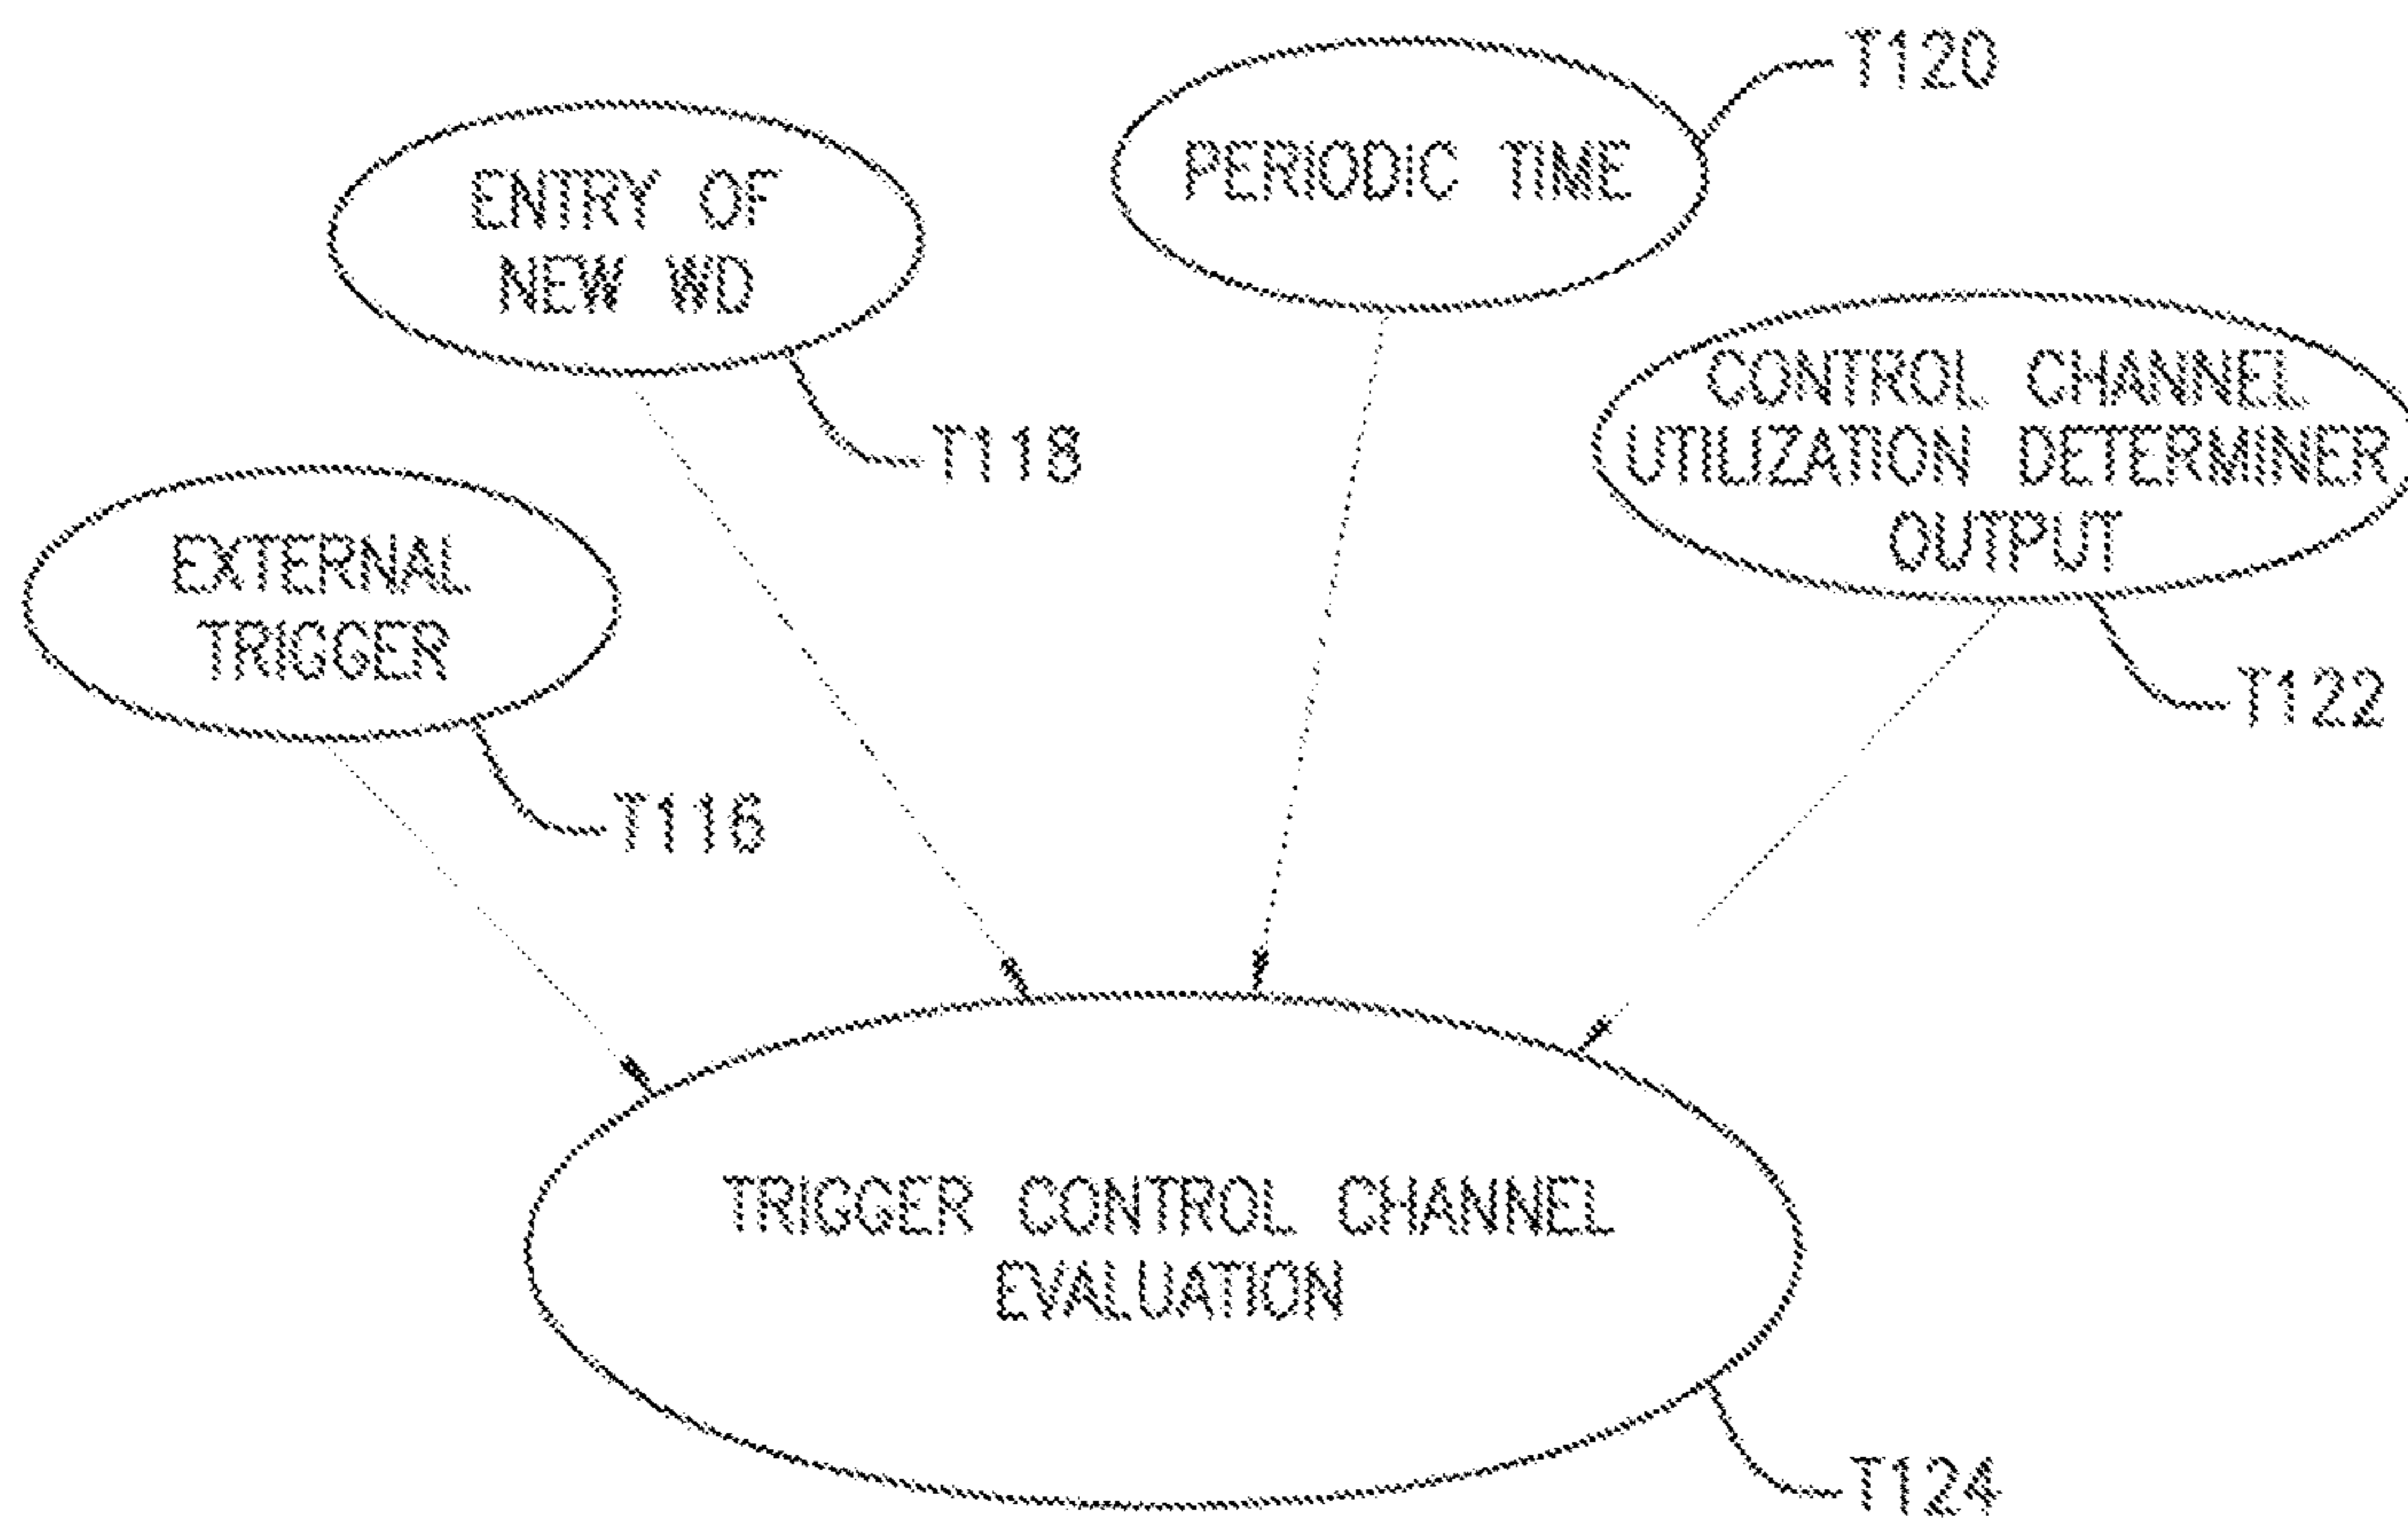 T120
ENTRY OF
NEW WD
PERIODIC TIME
T118
CONTROL CHANNEL
UTILIZATION DETERMINER
OUTPUT
EXTERNAL
TRIGGER
T122
T116
TRIGGER CONTROL CHANNEL
EVALUATION
T124